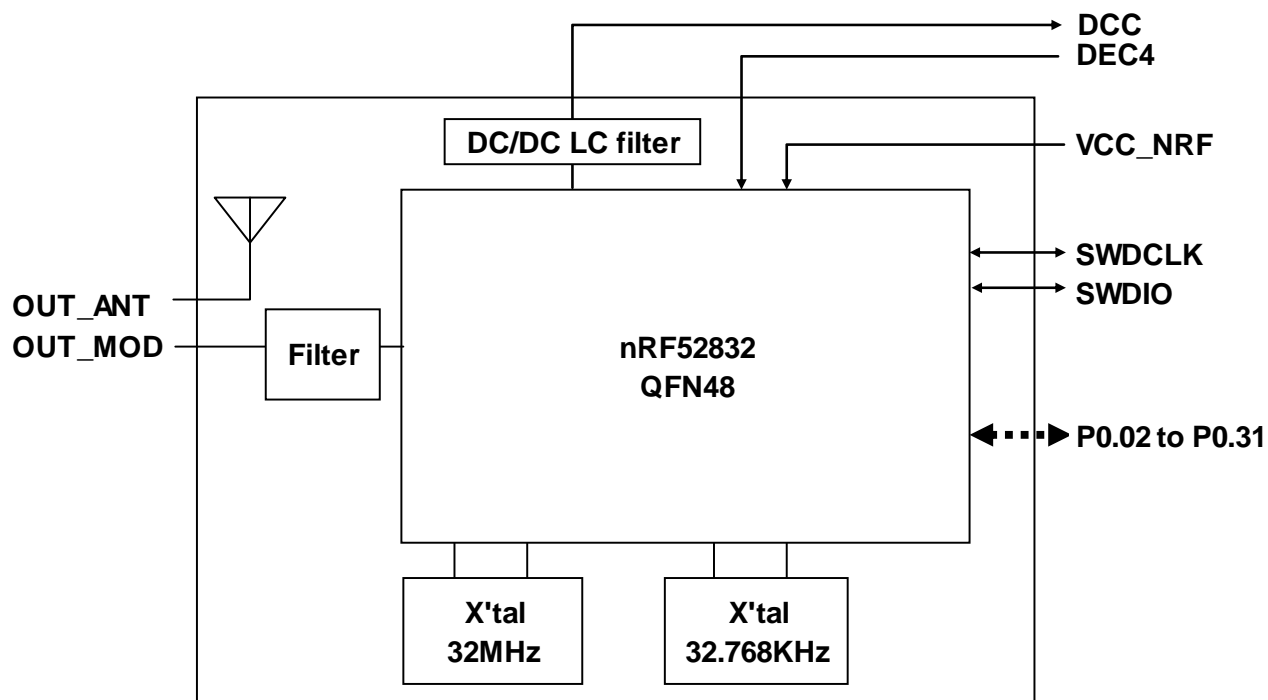 DCC
DEC4
DC/DC LC filter
VCC_NRF
SWDCLK
SWDIO
OUT_ANT
OUT_MOD
Filter
nRF52832
QFN48
P0.02 to P0.31
X'tal
32MHz
X'tal
32.768KHz